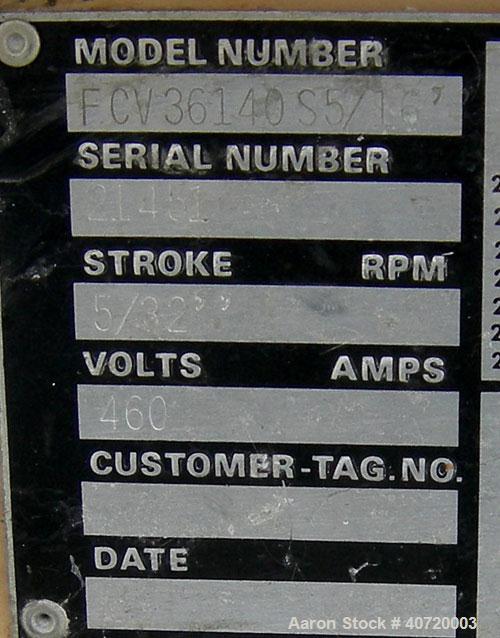 MODEL NUMBER
FCV36140S5/16"
SERIAL NUMBER
STROKE RPM
5/32"
VOLTS AMPS
460
CUSTOMER-TAG.NO.
DATE
Aaron Stock # 40720003